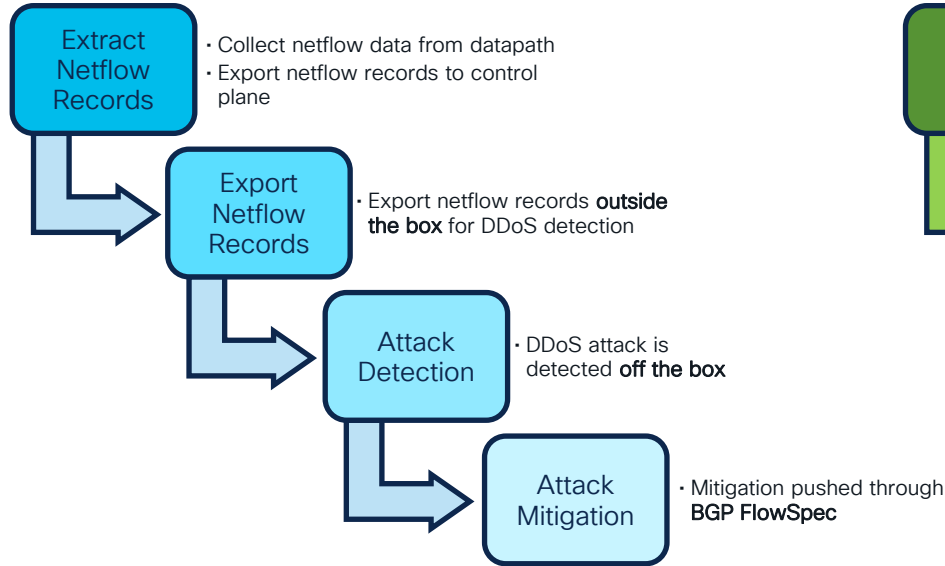 Extract
Netflow
Records
· Collect netflow data from datapath
· Export netflow records to control
plane
Export
Netflow
Records
· Export netflow records outside
the box for DDoS detection
Attack
Detection
· DDoS attack is
detected off the box
Attack
Mitigation
· Mitigation pushed through
BGP FlowSpec